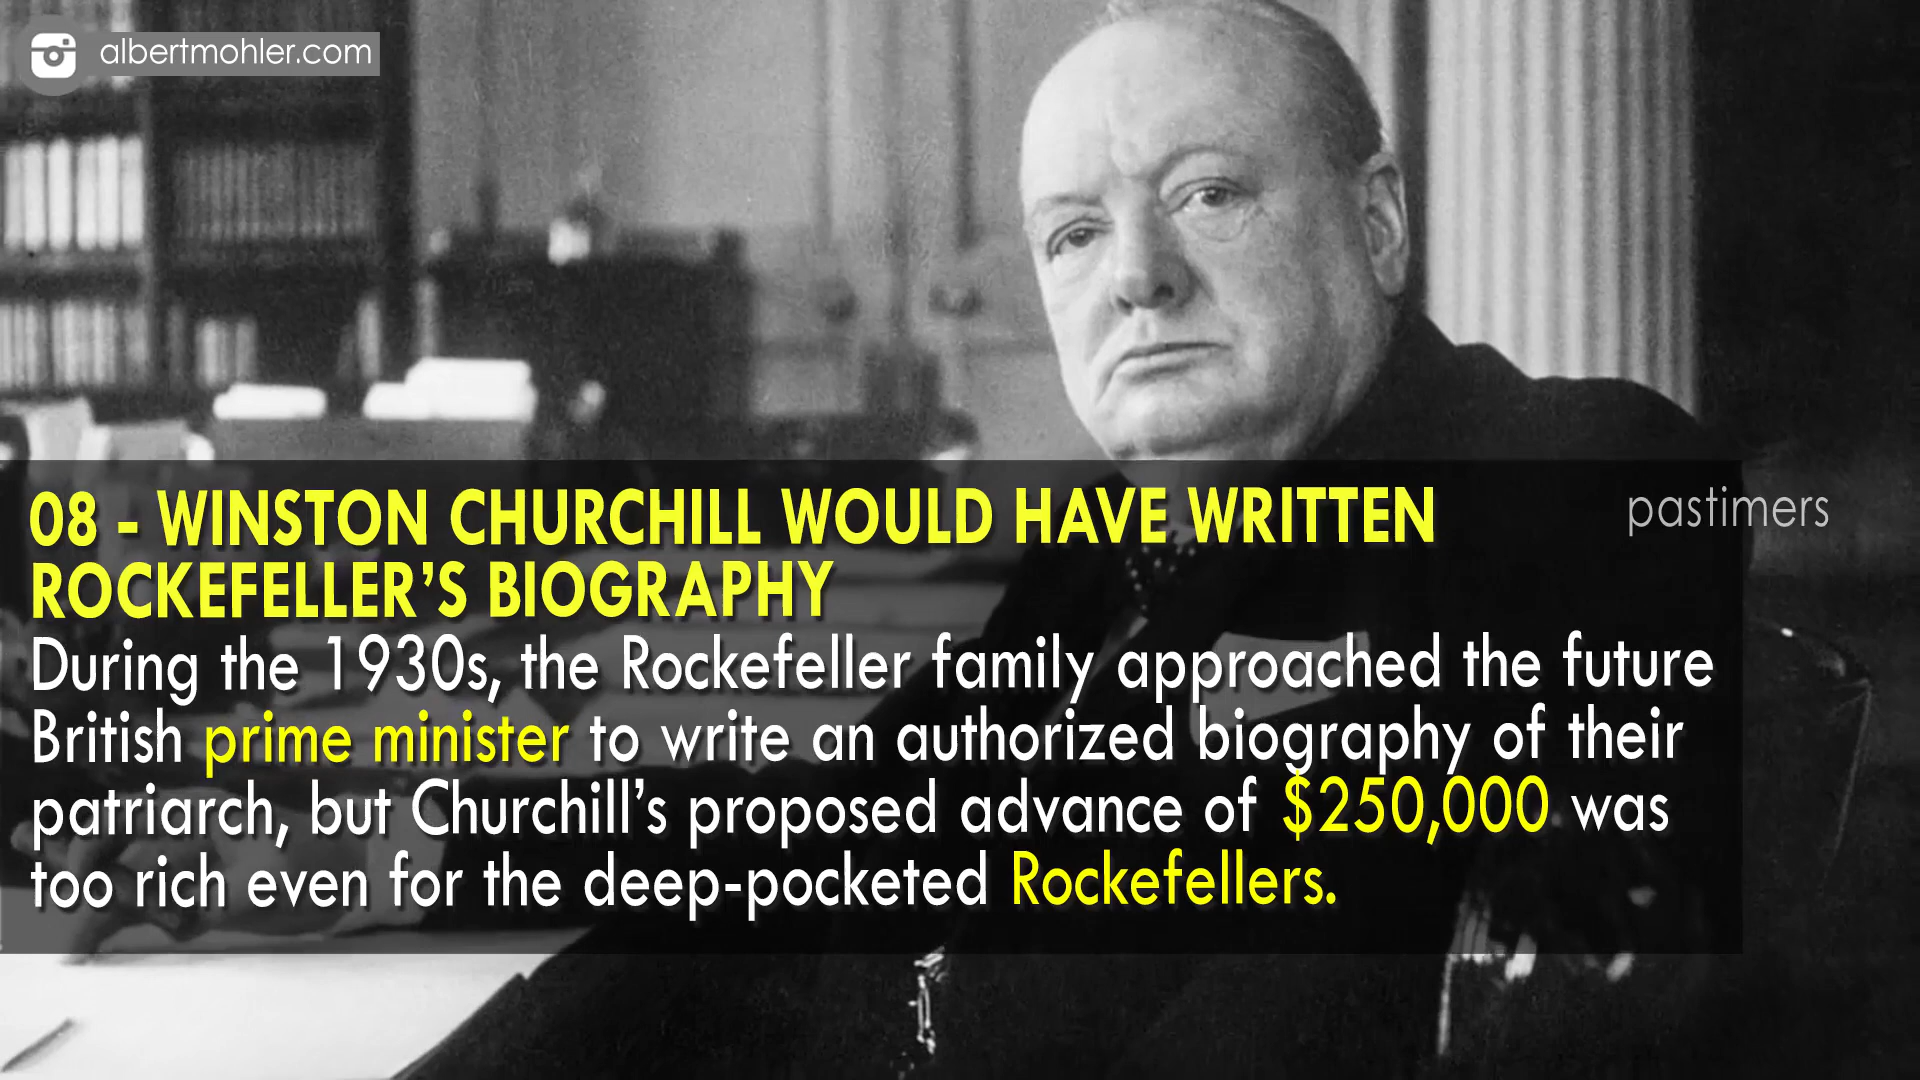 albertmohler.com
08 - WINSTON CHURCHILL WOULD HAVE WRITTEN
ROCKEFELLER’S BIOGRAPHY
pastimers
During the 1930s, the Rockefeller family approached the future
British prime minister to write an authorized biography of their
patriarch, but Churchill’s proposed advance of $250,000 was
too rich even for the deep-pocketed Rockefellers.